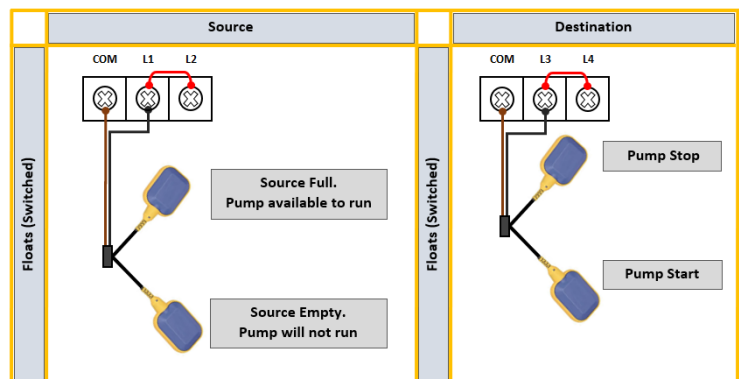 Source
Destination
Floats (Switched)
COM L1 L2
Source Full.
Pump available to run
Source Empty.
Pump will not run
Floats (Switched)
COM L3 L4
Pump Stop
Pump Start